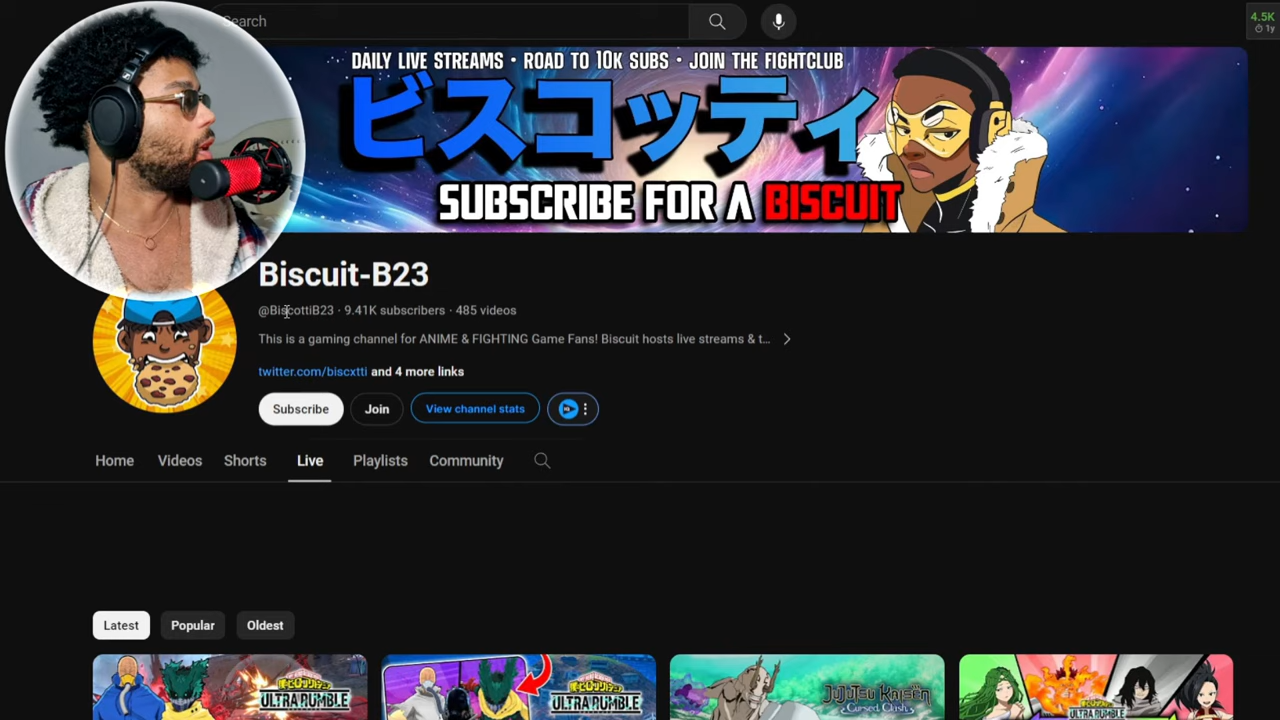 Search
4.5K
1y
DAILY LIVE STREAMS • ROAD TO 10K SUBS • JOIN THE FIGHTCLUB
ビスコッティ
SUBSCRIBE FOR A BISCUIT
Biscuit-B23
@BiscottiB23 · 9.41K subscribers · 485 videos
This is a gaming channel for ANIME & FIGHTING Game Fans! Biscuit hosts live streams & t...
twitter.com/biscxtti and 4 more links
Subscribe Join View channel stats
Home Videos Shorts Live Playlists Community
Latest Popular Oldest
ULTRA RUMBLE
ULTRA RUMBLE
JUJUTSU KAISEN
Cursed Clash
ULTRA RUMBLE